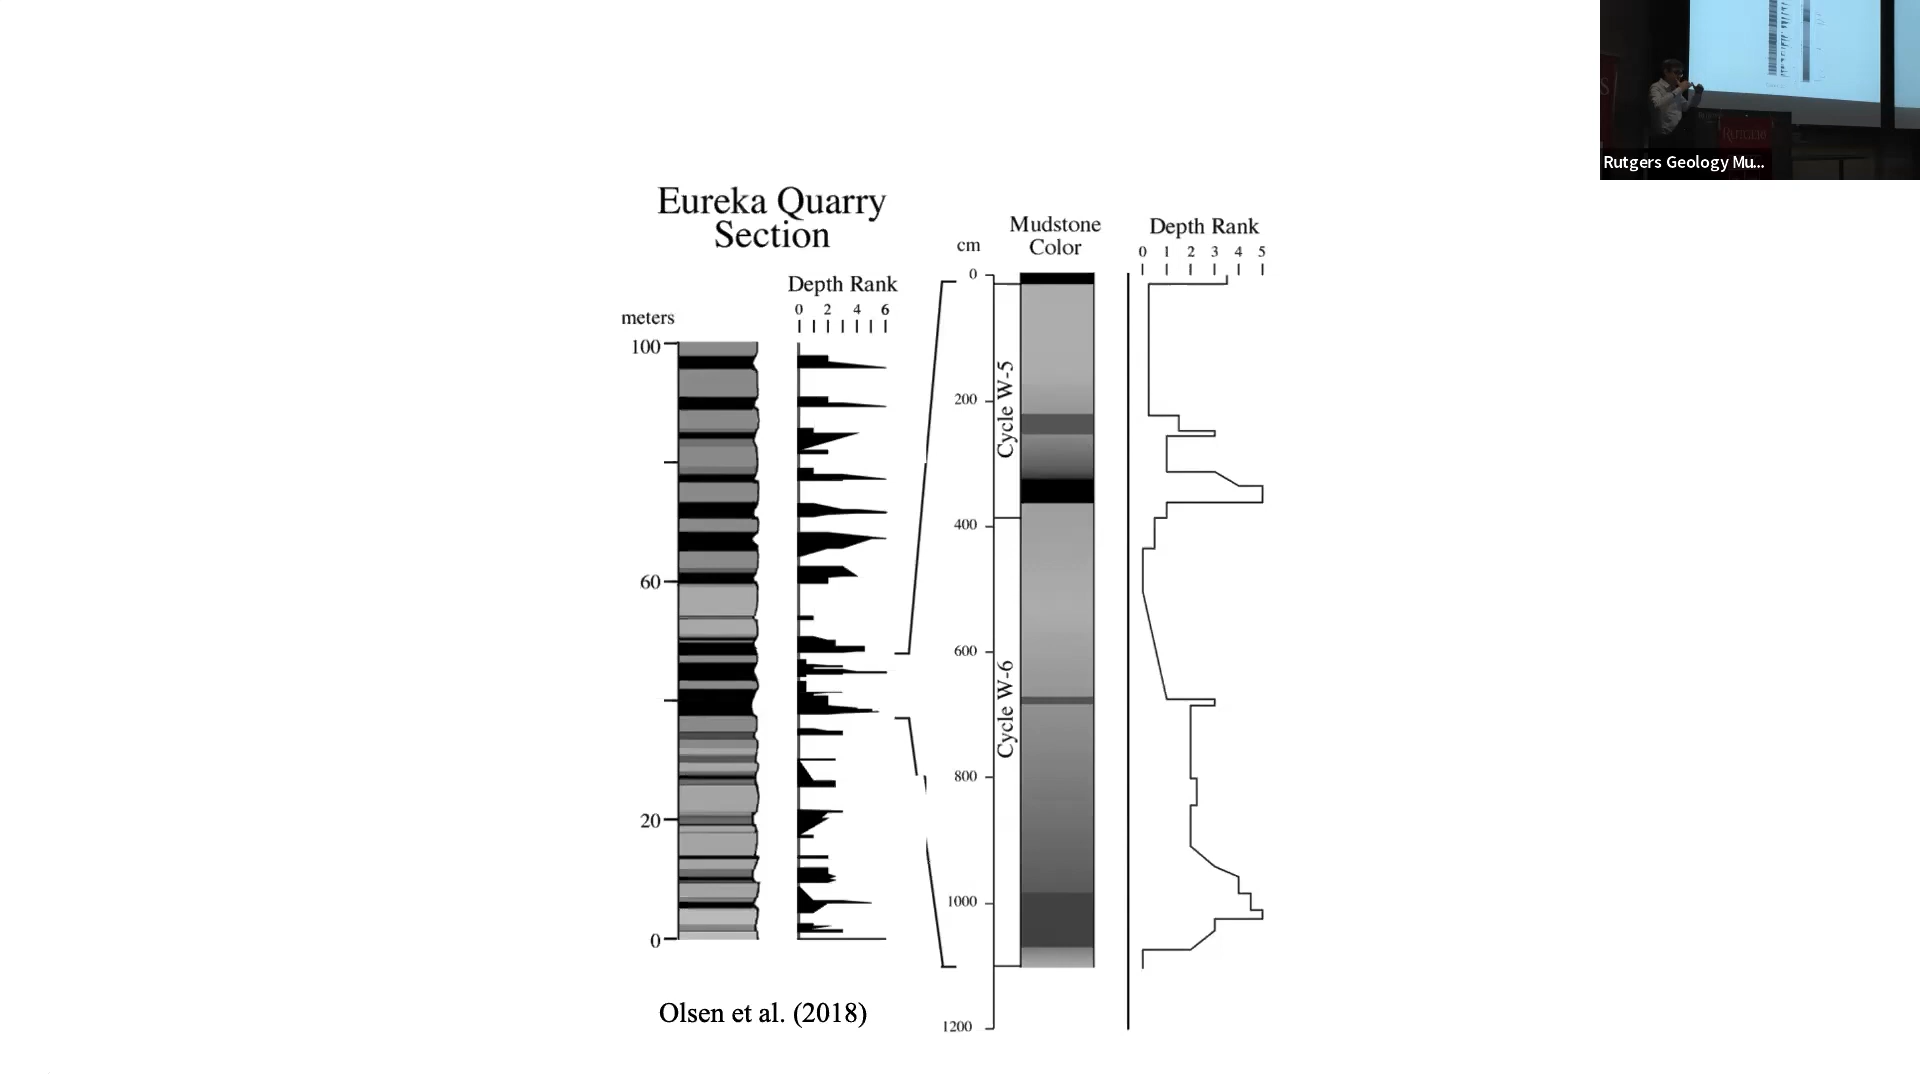 Rutgers Geology Mu...
RUTGERS
Eureka Quarry
Section
Depth Rank
0 2 4 6
meters
100
60
20
0
cm
0
200
400
600
800
1000
1200
Mudstone
Color
Cycle W-5
Cycle W-6
Depth Rank
0 1 2 3 4 5
Olsen et al. (2018)